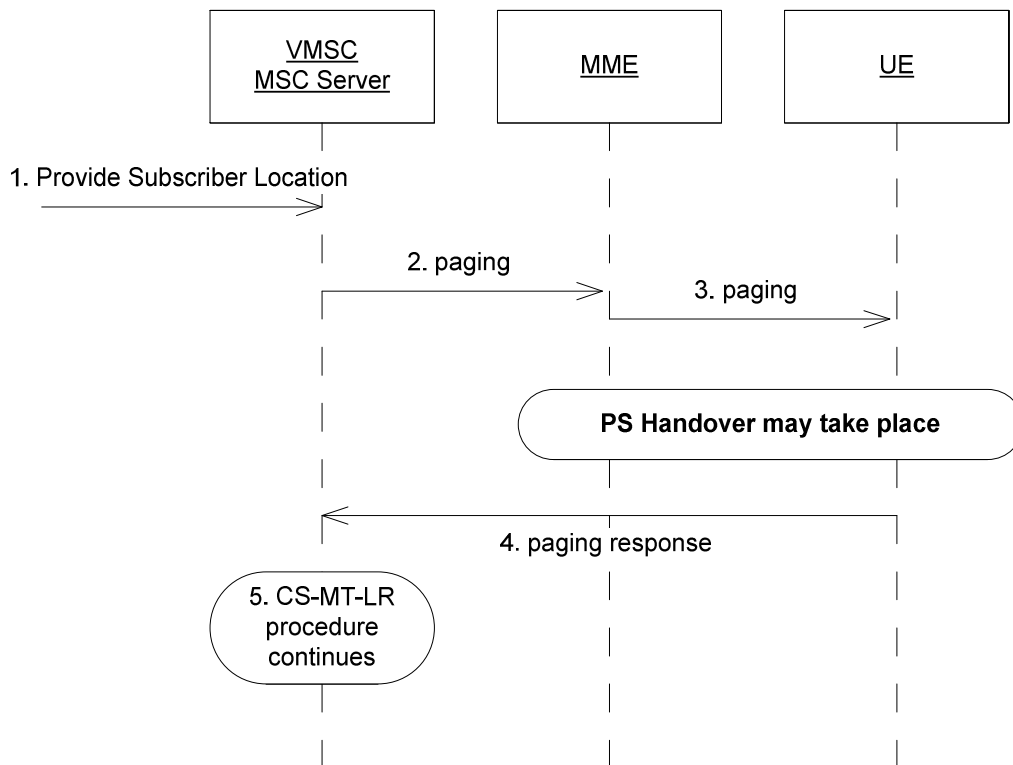 VMSC
MSC Server
MME
UE
1. Provide Subscriber Location
2. paging
3. paging
PS Handover may take place
4. paging response
5. CS-MT-LR
procedure
continues